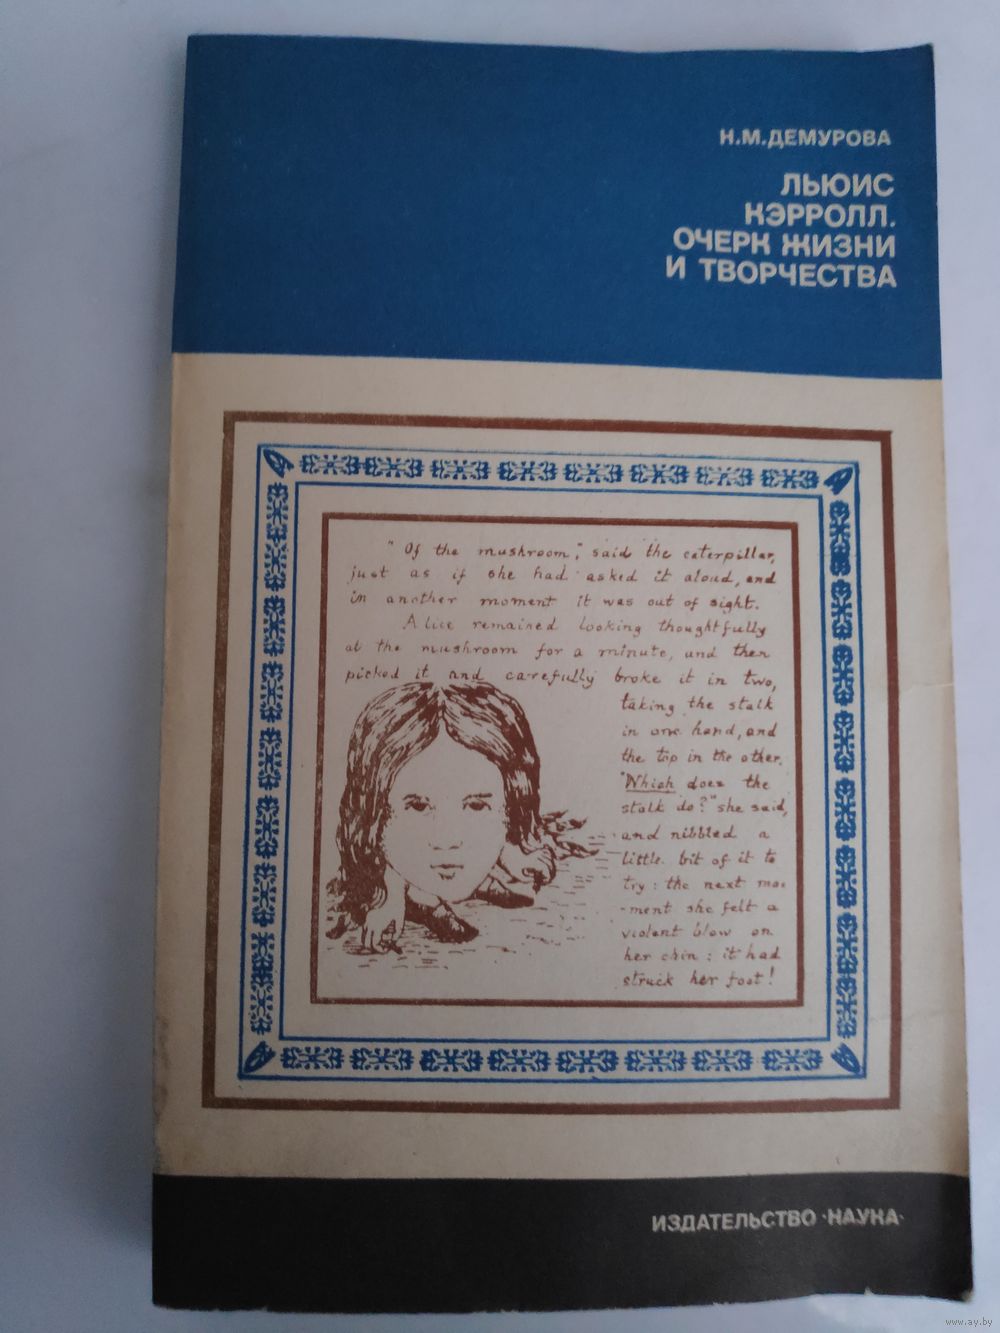 Н.М.ДЕМУРОВА
ЛЬЮИС
КЭРРОЛЛ.
ОЧЕРК ЖИЗНИ
И ТВОРЧЕСТВА
"Of the mushroom," said the caterpillar,
just as if she had asked it aloud, and
in another moment it was out of sight.
Alice remained looking thoughtfully
at the mushroom for a minute, and then
picked it and carefully broke it in two,
taking the stalk
in one hand, and
the top in the other.
"Which does the
stalk do?" she said,
and nibbled a
little bit of it to
try: the next mo-
-ment she felt a
violent blow on
her chin: it had
struck her foot!
ИЗДАТЕЛЬСТВО ·НАУКА·
www.ay.by